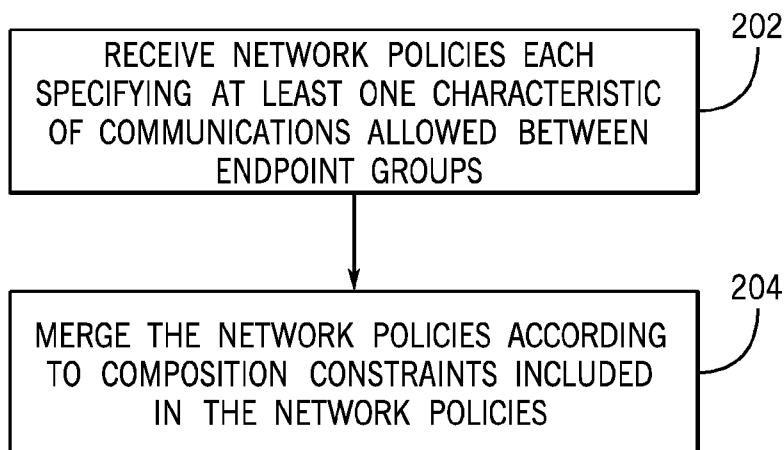 202
RECEIVE NETWORK POLICIES EACH
SPECIFYING AT LEAST ONE CHARACTERISTIC
OF COMMUNICATIONS ALLOWED BETWEEN
ENDPOINT GROUPS
204
MERGE THE NETWORK POLICIES ACCORDING
TO COMPOSITION CONSTRAINTS INCLUDED
IN THE NETWORK POLICIES